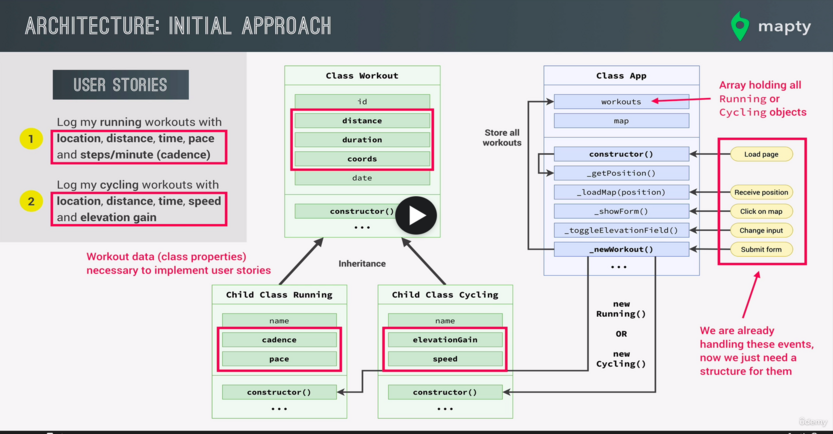 ARCHITECTURE: INITIAL APPROACH
mapty
USER STORIES
1
Log my running workouts with
location, distance, time, pace
and steps/minute (cadence)
2
Log my cycling workouts with
location, distance, time, speed
and elevation gain
Workout data (class properties)
necessary to implement user stories
Class Workout
id
distance
duration
coords
date
constructor()
...
Inheritance
Child Class Running
name
cadence
pace
constructor()
...
Child Class Cycling
name
elevationGain
speed
constructor()
...
Class App
workouts
map
constructor()
_getPosition()
_loadMap(position)
_showForm()
_toggleElevationField()
_newWorkout()
...
Store all
workouts
new
Running()
OR
new
Cycling()
Array holding all
Running or
Cycling objects
Load page
Receive position
Click on map
Change input
Submit form
We are already
handling these events,
now we just need a
structure for them
Udemy